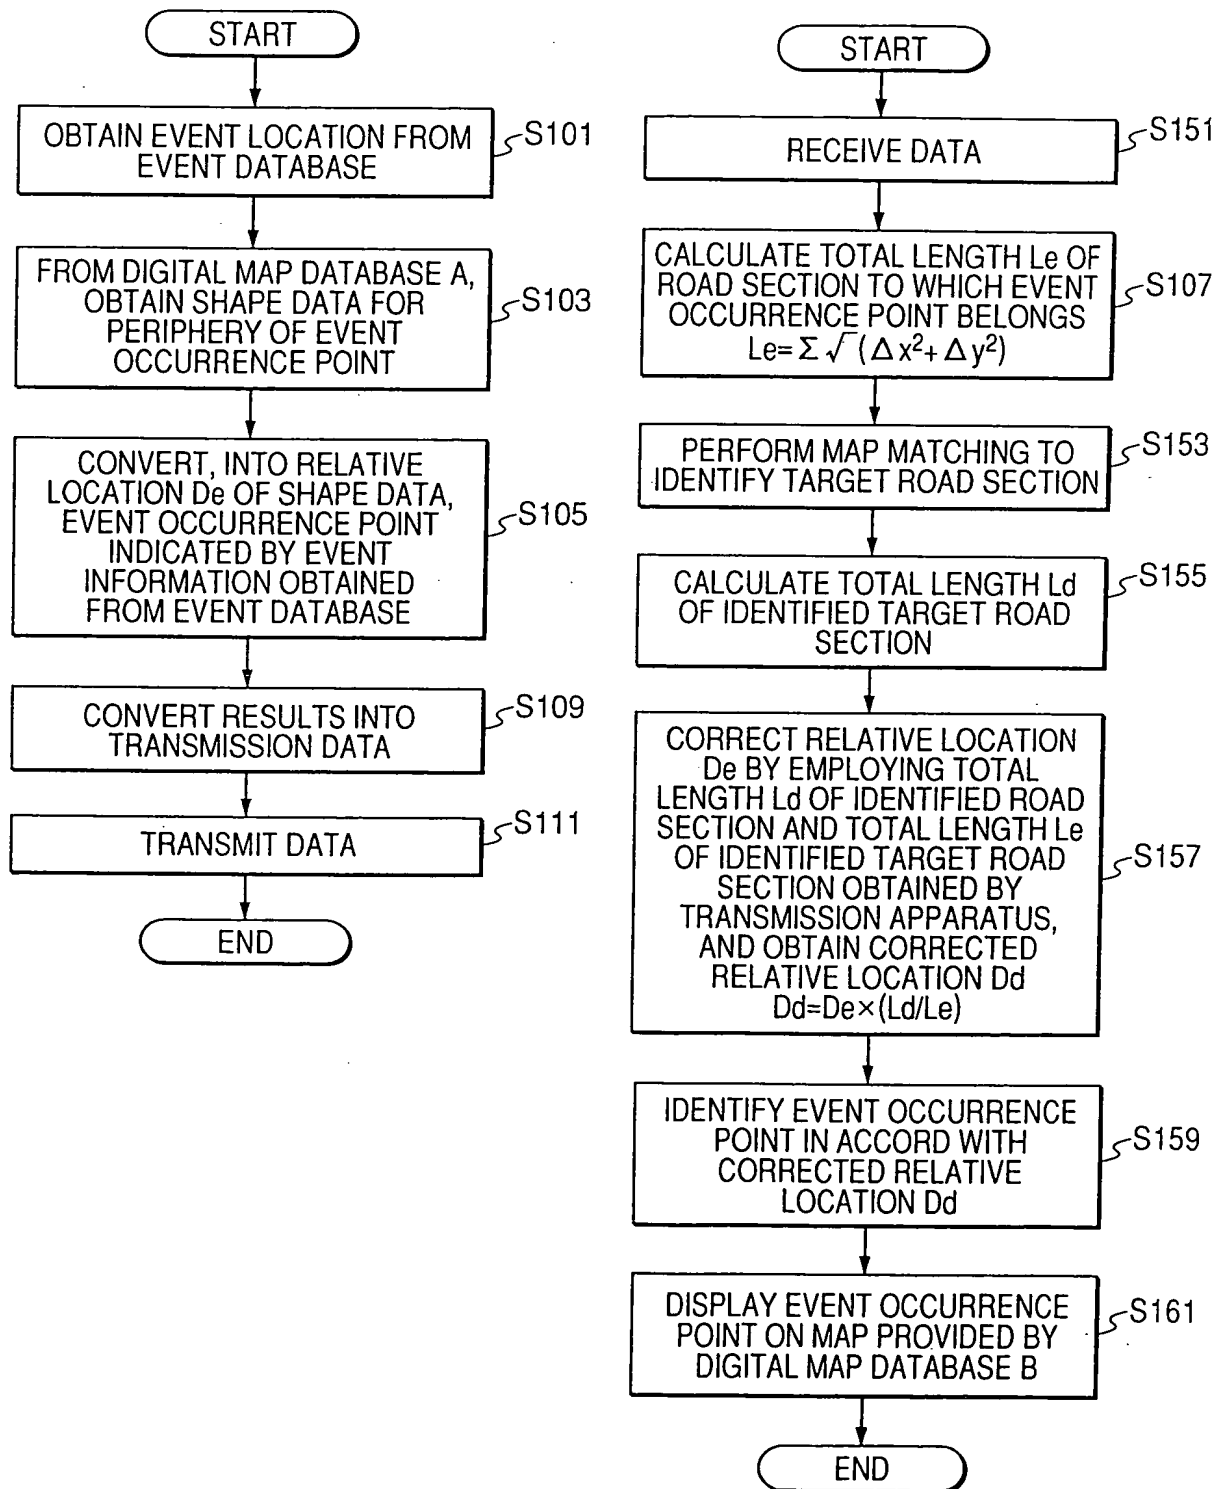 START
OBTAIN EVENT LOCATION FROM
EVENT DATABASE
S101
FROM DIGITAL MAP DATABASE A,
OBTAIN SHAPE DATA FOR
PERIPHERY OF EVENT
OCCURRENCE POINT
S103
CONVERT, INTO RELATIVE
LOCATION De OF SHAPE DATA,
EVENT OCCURRENCE POINT
INDICATED BY EVENT
INFORMATION OBTAINED
FROM EVENT DATABASE
S105
CONVERT RESULTS INTO
TRANSMISSION DATA
S109
TRANSMIT DATA
S111
END
START
RECEIVE DATA
S151
CALCULATE TOTAL LENGTH Le OF
ROAD SECTION TO WHICH EVENT
OCCURRENCE POINT BELONGS
Le=Σ√(Δx²+Δy²)
S107
PERFORM MAP MATCHING TO
IDENTIFY TARGET ROAD SECTION
S153
CALCULATE TOTAL LENGTH Ld
OF IDENTIFIED TARGET ROAD
SECTION
S155
CORRECT RELATIVE LOCATION
De BY EMPLOYING TOTAL
LENGTH Ld OF IDENTIFIED ROAD
SECTION AND TOTAL LENGTH Le
OF IDENTIFIED TARGET ROAD
SECTION OBTAINED BY
TRANSMISSION APPARATUS,
AND OBTAIN CORRECTED
RELATIVE LOCATION Dd
Dd=De×(Ld/Le)
S157
IDENTIFY EVENT OCCURRENCE
POINT IN ACCORD WITH
CORRECTED RELATIVE
LOCATION Dd
S159
DISPLAY EVENT OCCURRENCE
POINT ON MAP PROVIDED BY
DIGITAL MAP DATABASE B
S161
END